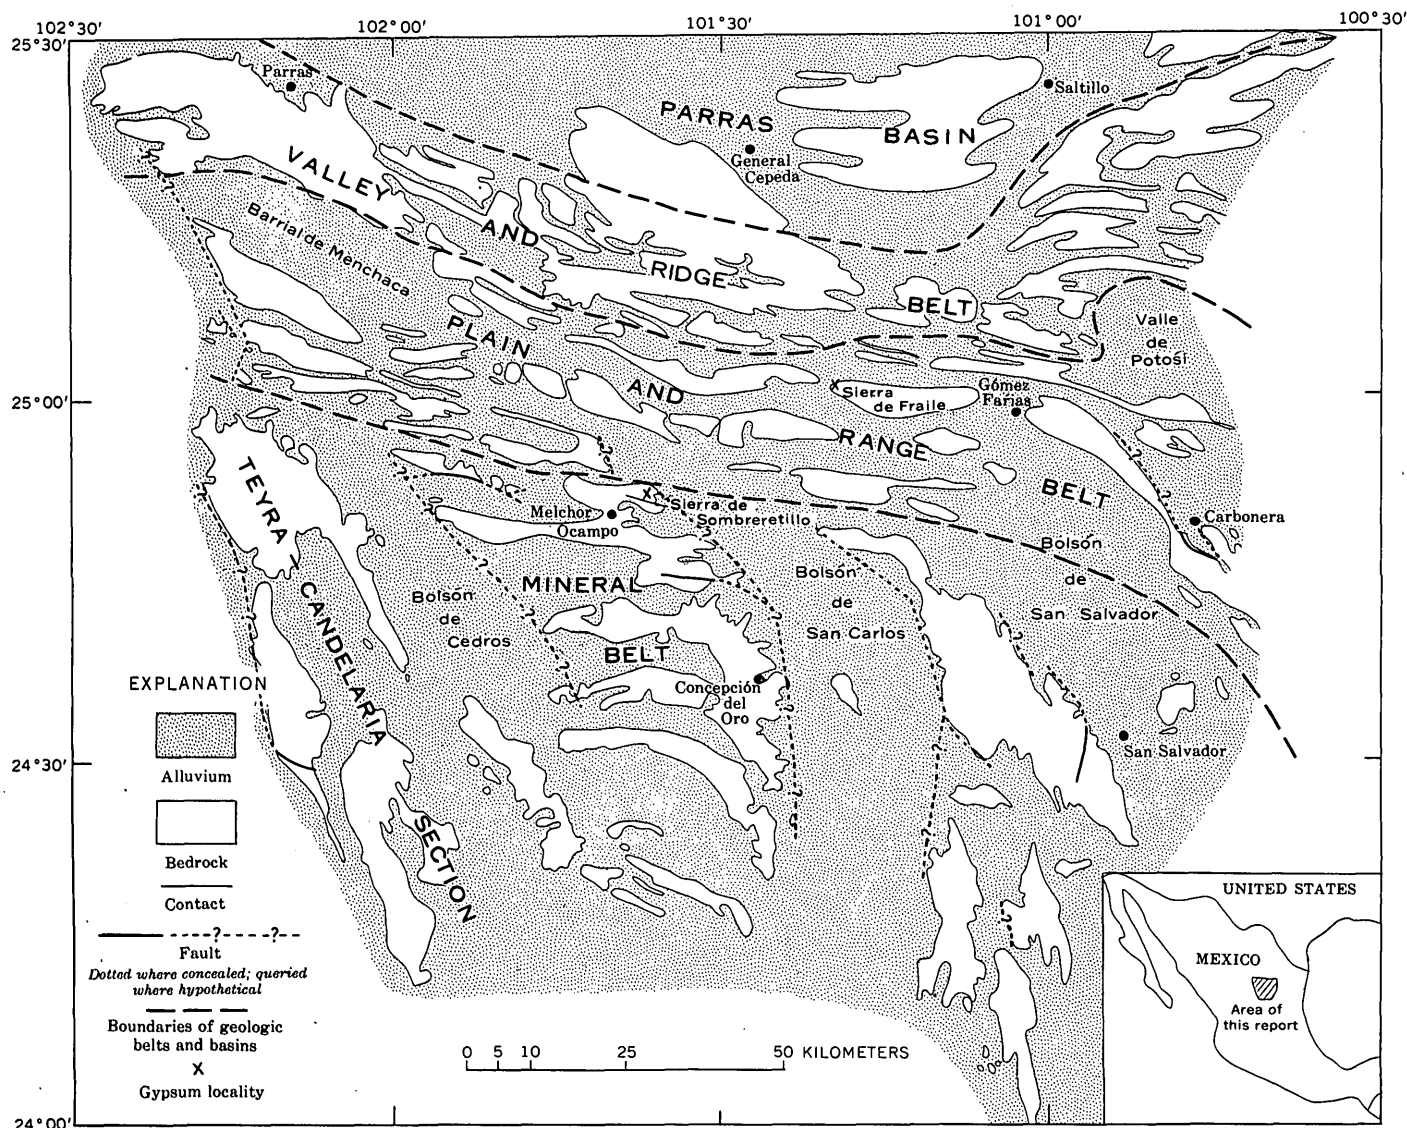 102°30′
102°00′
101°30′
101°00′
100°30′
25°30′
Parras
Saltillo
PARRAS
BASIN
General
Cepeda
VALLEY
AND
RIDGE
BELT
Barrial de Menchaca
Valle
de
Potosí
PLAIN
AND
RANGE
BELT
25°00′
x Sierra
de Fraile
Gómez
Farías
TEYRA – CANDELARIA
SECTION
Melchor
Ocampo
x Sierra de
Sombreretillo
Carbonera
Bolsón
de
San Salvador
MINERAL
BELT
Bolsón
de
Cedros
Bolsón
de
San Carlos
Concepción
del
Oro
San Salvador
24°30′
EXPLANATION
Alluvium
Bedrock
Contact
?
?
Fault
Dotted where concealed; queried
where hypothetical
Boundaries of geologic
belts and basins
x
Gypsum locality
0 5 10 25 50 KILOMETERS
UNITED STATES
MEXICO
Area of
this report
24°00′